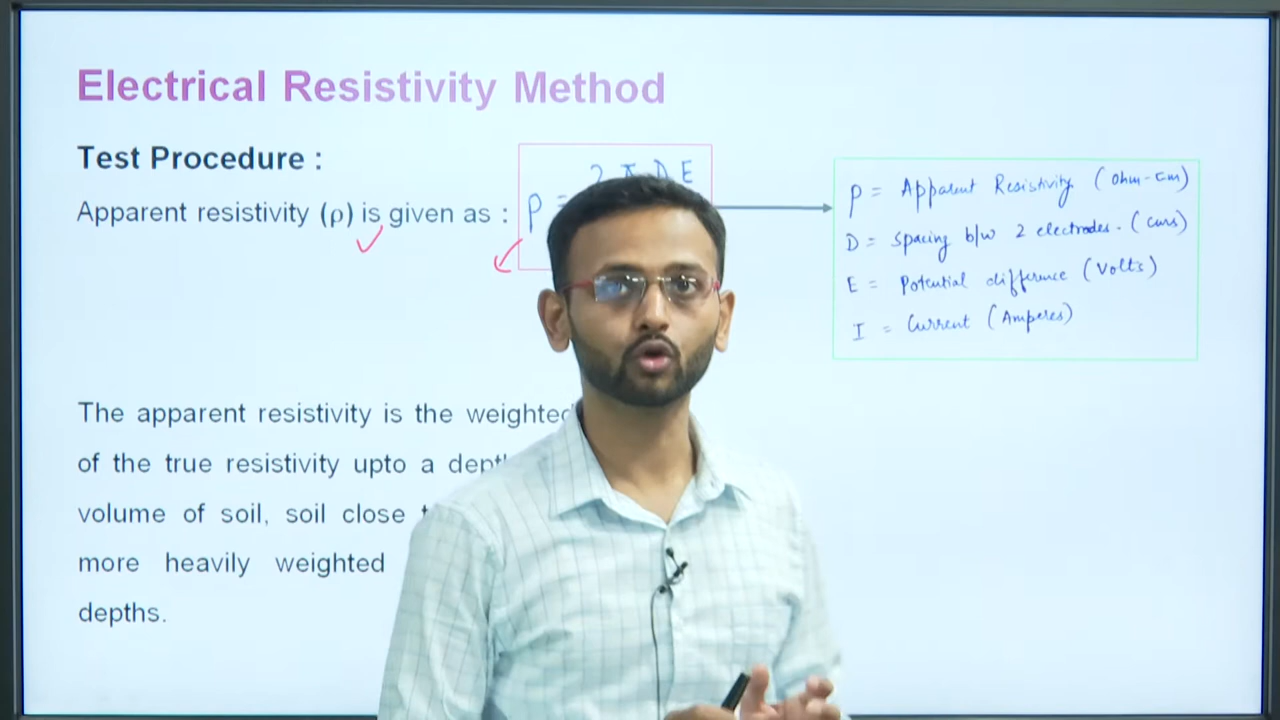 Electrical Resistivity Method
Test Procedure :
Apparent resistivity (ρ) is given as :
ρ =
2 π D E
ρ = Apparent Resistivity (ohm-cm)
D = Spacing b/w 2 electrodes. (cms)
E = Potential difference (Volts)
I = Current (Amperes)
The apparent resistivity is the weighted
of the true resistivity upto a
volume of soil, soil close
more heavily weighted
depths.